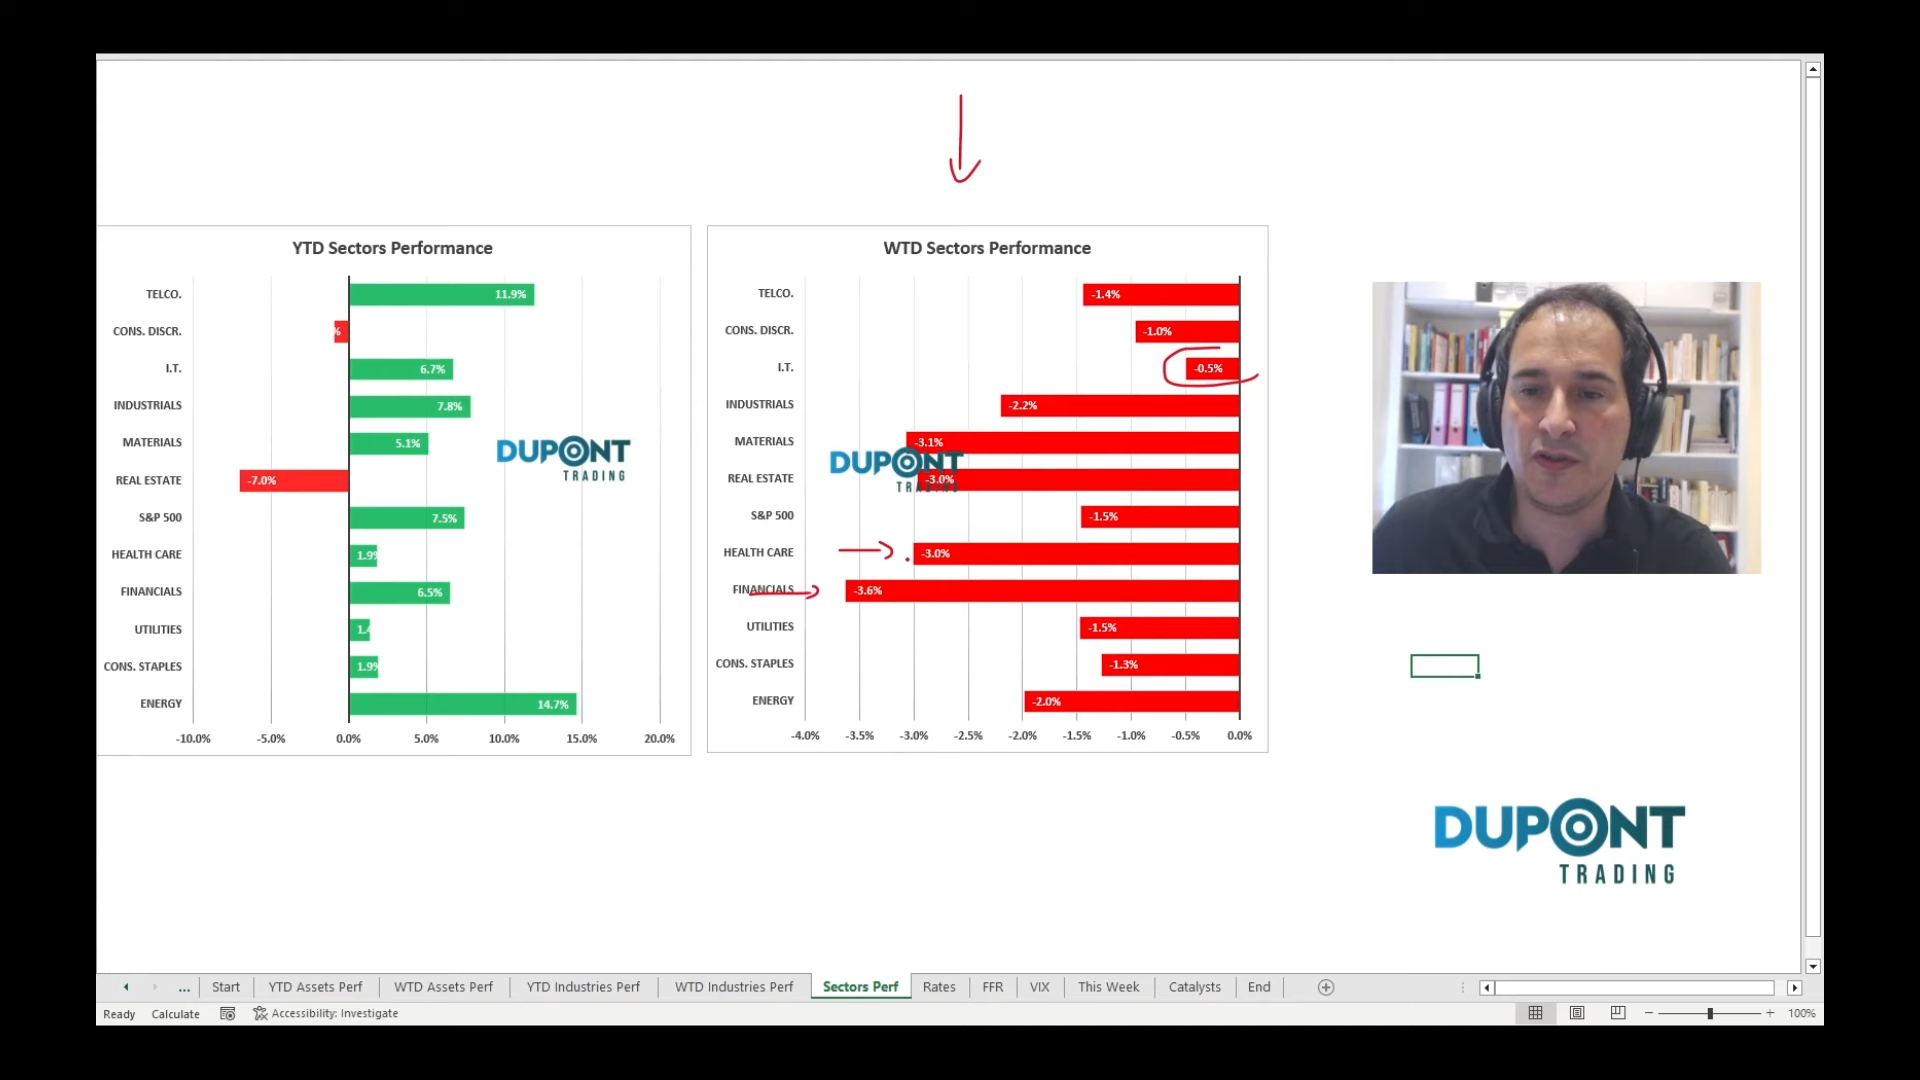 YTD Sectors Performance
TELCO.
11.9%
CONS. DISCR.
%
I.T.
6.7%
INDUSTRIALS
7.8%
MATERIALS
5.1%
REAL ESTATE
-7.0%
S&P 500
7.5%
HEALTH CARE
1.9%
FINANCIALS
6.5%
UTILITIES
1.4
CONS. STAPLES
1.9%
ENERGY
14.7%
-10.0% -5.0% 0.0% 5.0% 10.0% 15.0% 20.0%
DUPONT
TRADING
WTD Sectors Performance
TELCO.
-1.4%
CONS. DISCR.
-1.0%
I.T.
-0.5%
INDUSTRIALS
-2.2%
MATERIALS
-3.1%
REAL ESTATE
-3.0%
S&P 500
-1.5%
HEALTH CARE
-3.0%
FINANCIALS
-3.6%
UTILITIES
-1.5%
CONS. STAPLES
-1.3%
ENERGY
-2.0%
-4.0% -3.5% -3.0% -2.5% -2.0% -1.5% -1.0% -0.5% 0.0%
DUPONT
TRADING
DUPONT
TRADING
... Start YTD Assets Perf WTD Assets Perf YTD Industries Perf WTD Industries Perf Sectors Perf Rates FFR VIX This Week Catalysts End
Ready Calculate Accessibility: Investigate 100%